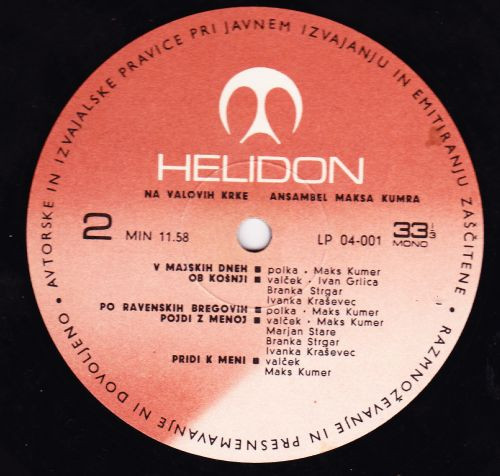 AVTORSKE IN IZVAJALSKE PRAVICE PRI JAVNEM IZVAJANJU IN EMITIRANJU ZAŠČITENE • RAZMNOŽEVANJE IN PRESNEMAVANJE NI DOVOLJENO •
HELIDON
NA VALOVIH KRKE ANSAMBEL MAKSA KUMRA
2 MIN 11.58 LP 04-001 33 1/3
MONO
V MAJSKIH DNEH ■ polka • Maks Kumer
OB KOŠNJI ■ valček • Ivan Grlica
Branka Strgar
Ivanka Kraševec
PO RAVENSKIH BREGOVIH ■ polka • Maks Kumer
POJDI Z MENOJ ■ valček • Maks Kumer
Marjan Stare
Branka Strgar
Ivanka Kraševec
PRIDI K MENI ■ valček
Maks Kumer